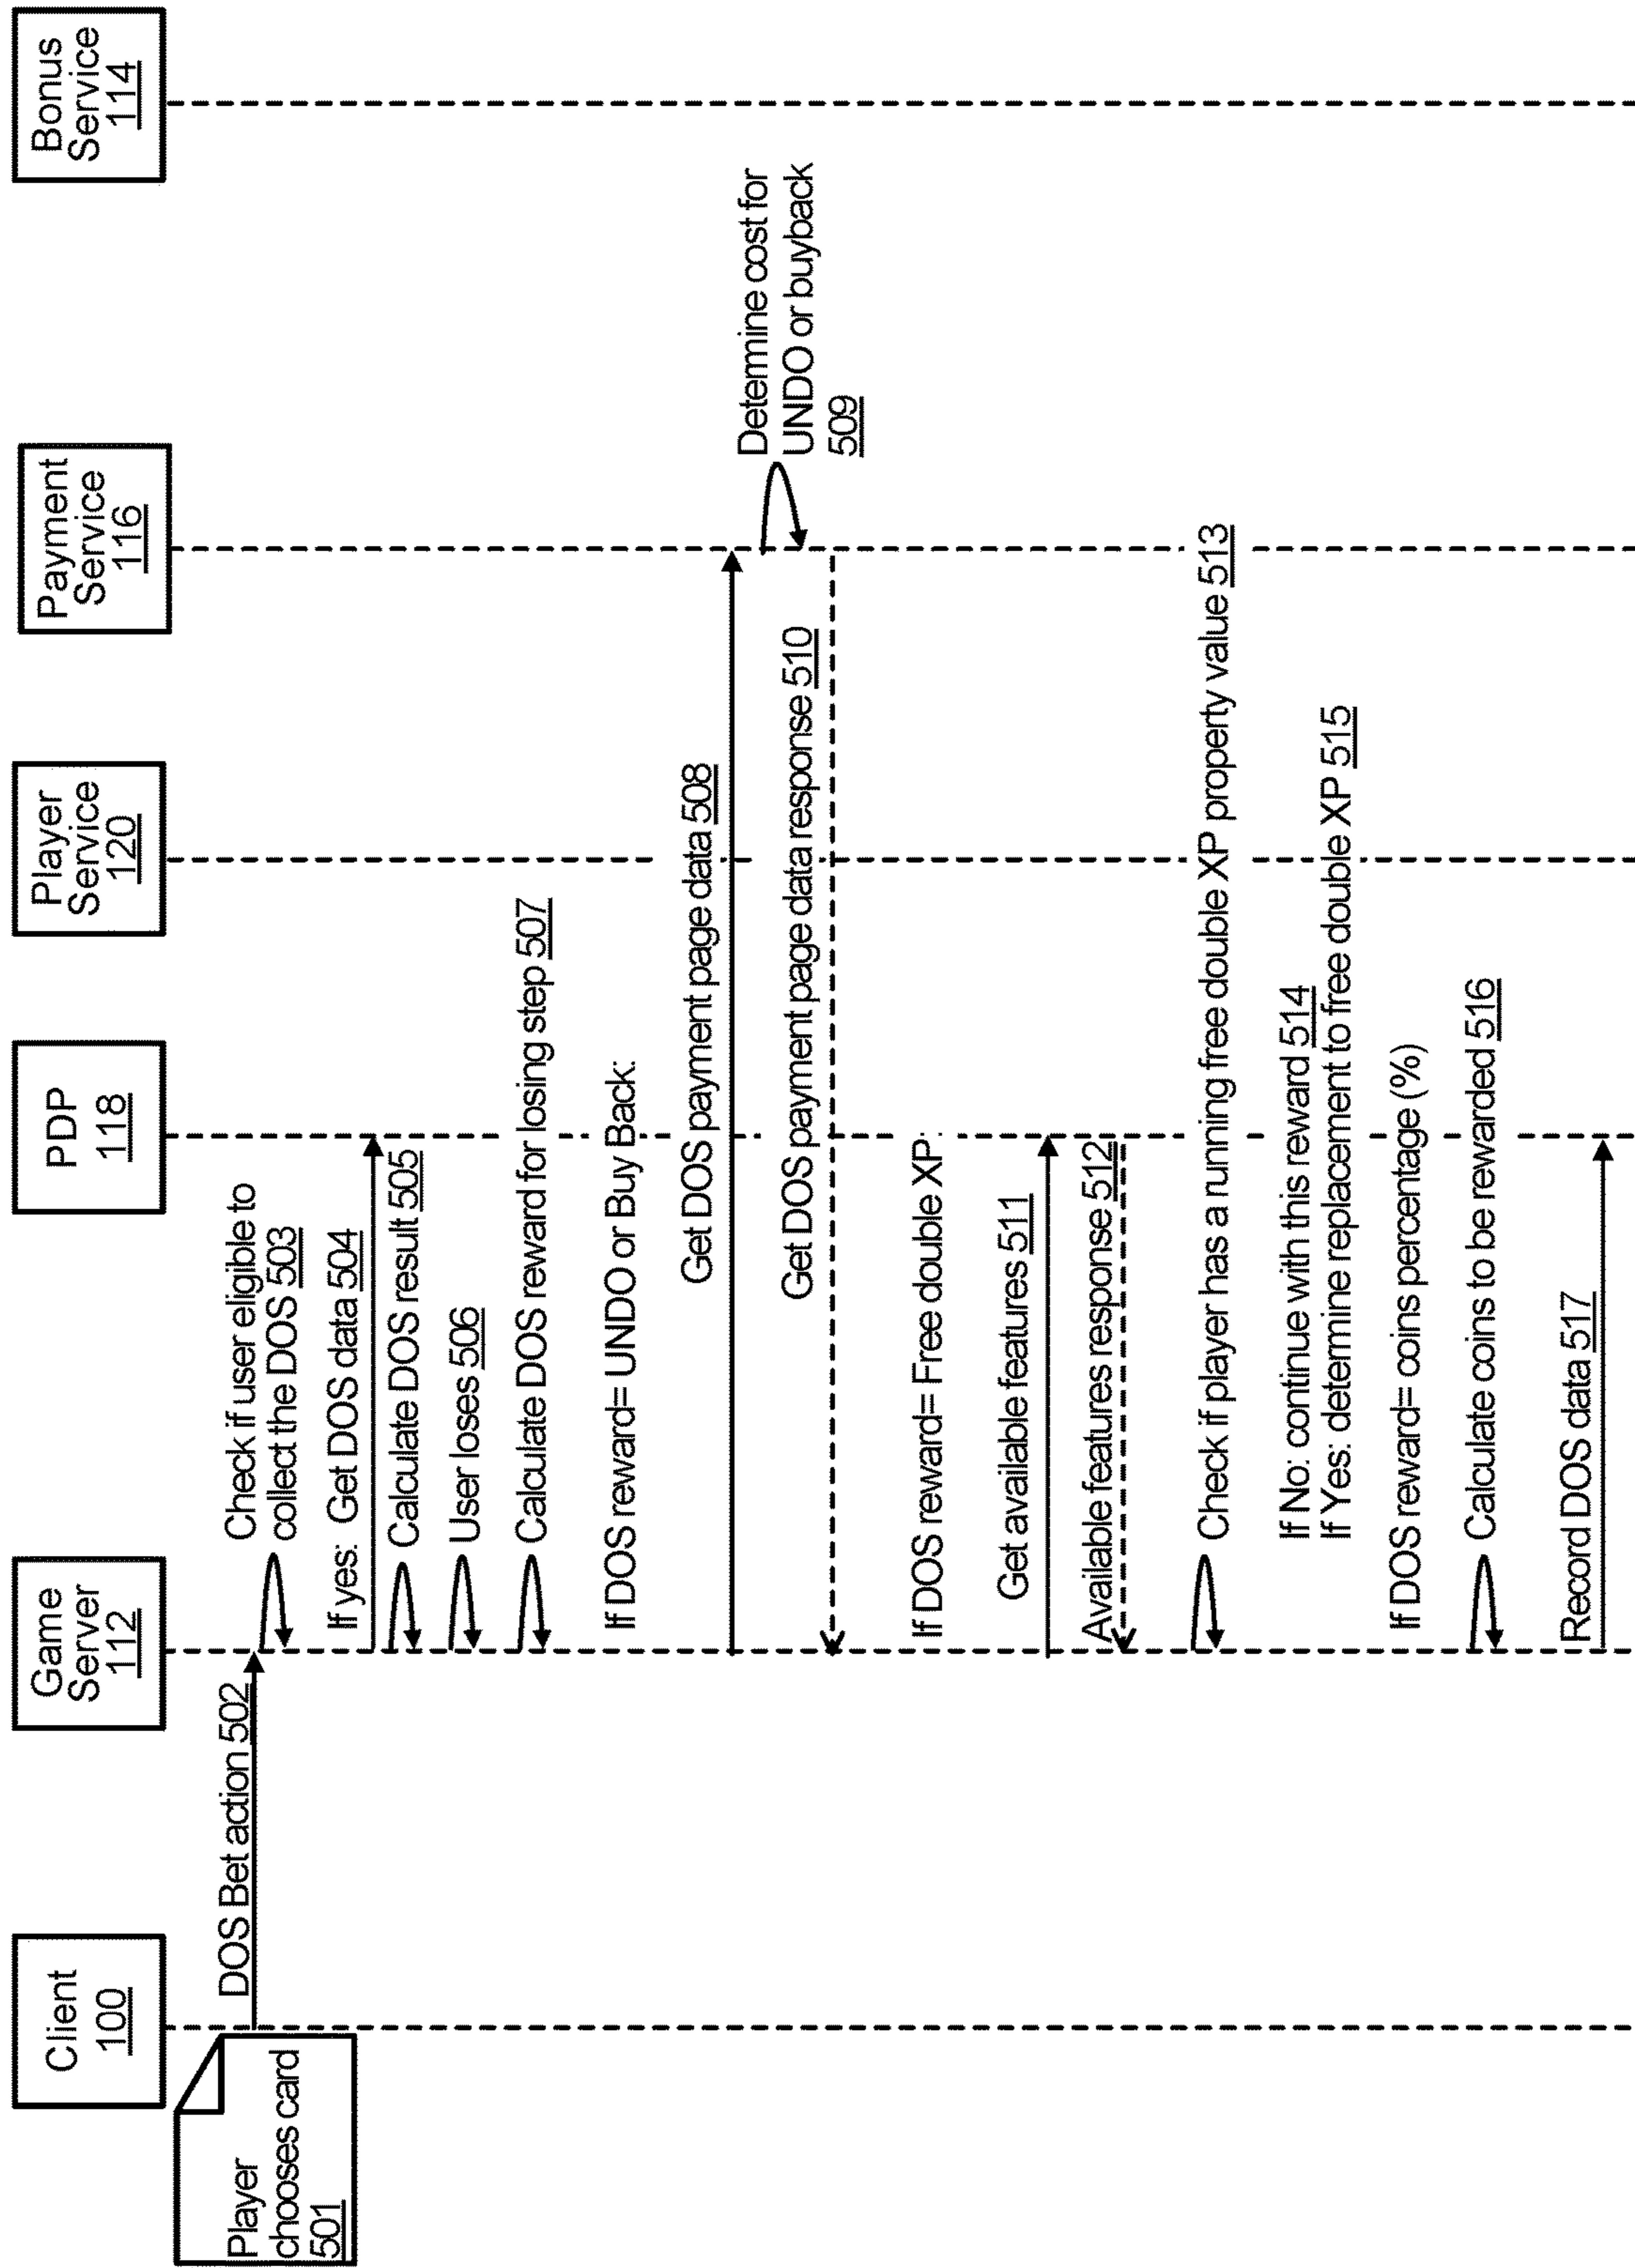 Client
100
Game
Server
112
PDP
118
Player
Service
120
Payment
Service
116
Bonus
Service
114
Player
chooses card
501
DOS Bet action 502
Check if user eligible to
collect the DOS 503
If yes: Get DOS data 504
Calculate DOS result 505
User loses 506
Calculate DOS reward for losing step 507
If DOS reward= UNDO or Buy Back:
Get DOS payment page data 508
Determine cost for
UNDO or buyback
509
Get DOS payment page data response 510
If DOS reward= Free double XP:
Get available features 511
Available features response 512
Check if player has a running free double XP property value 513
If No: continue with this reward 514
If Yes: determine replacement to free double XP 515
If DOS reward= coins percentage (%)
Calculate coins to be rewarded 516
Record DOS data 517